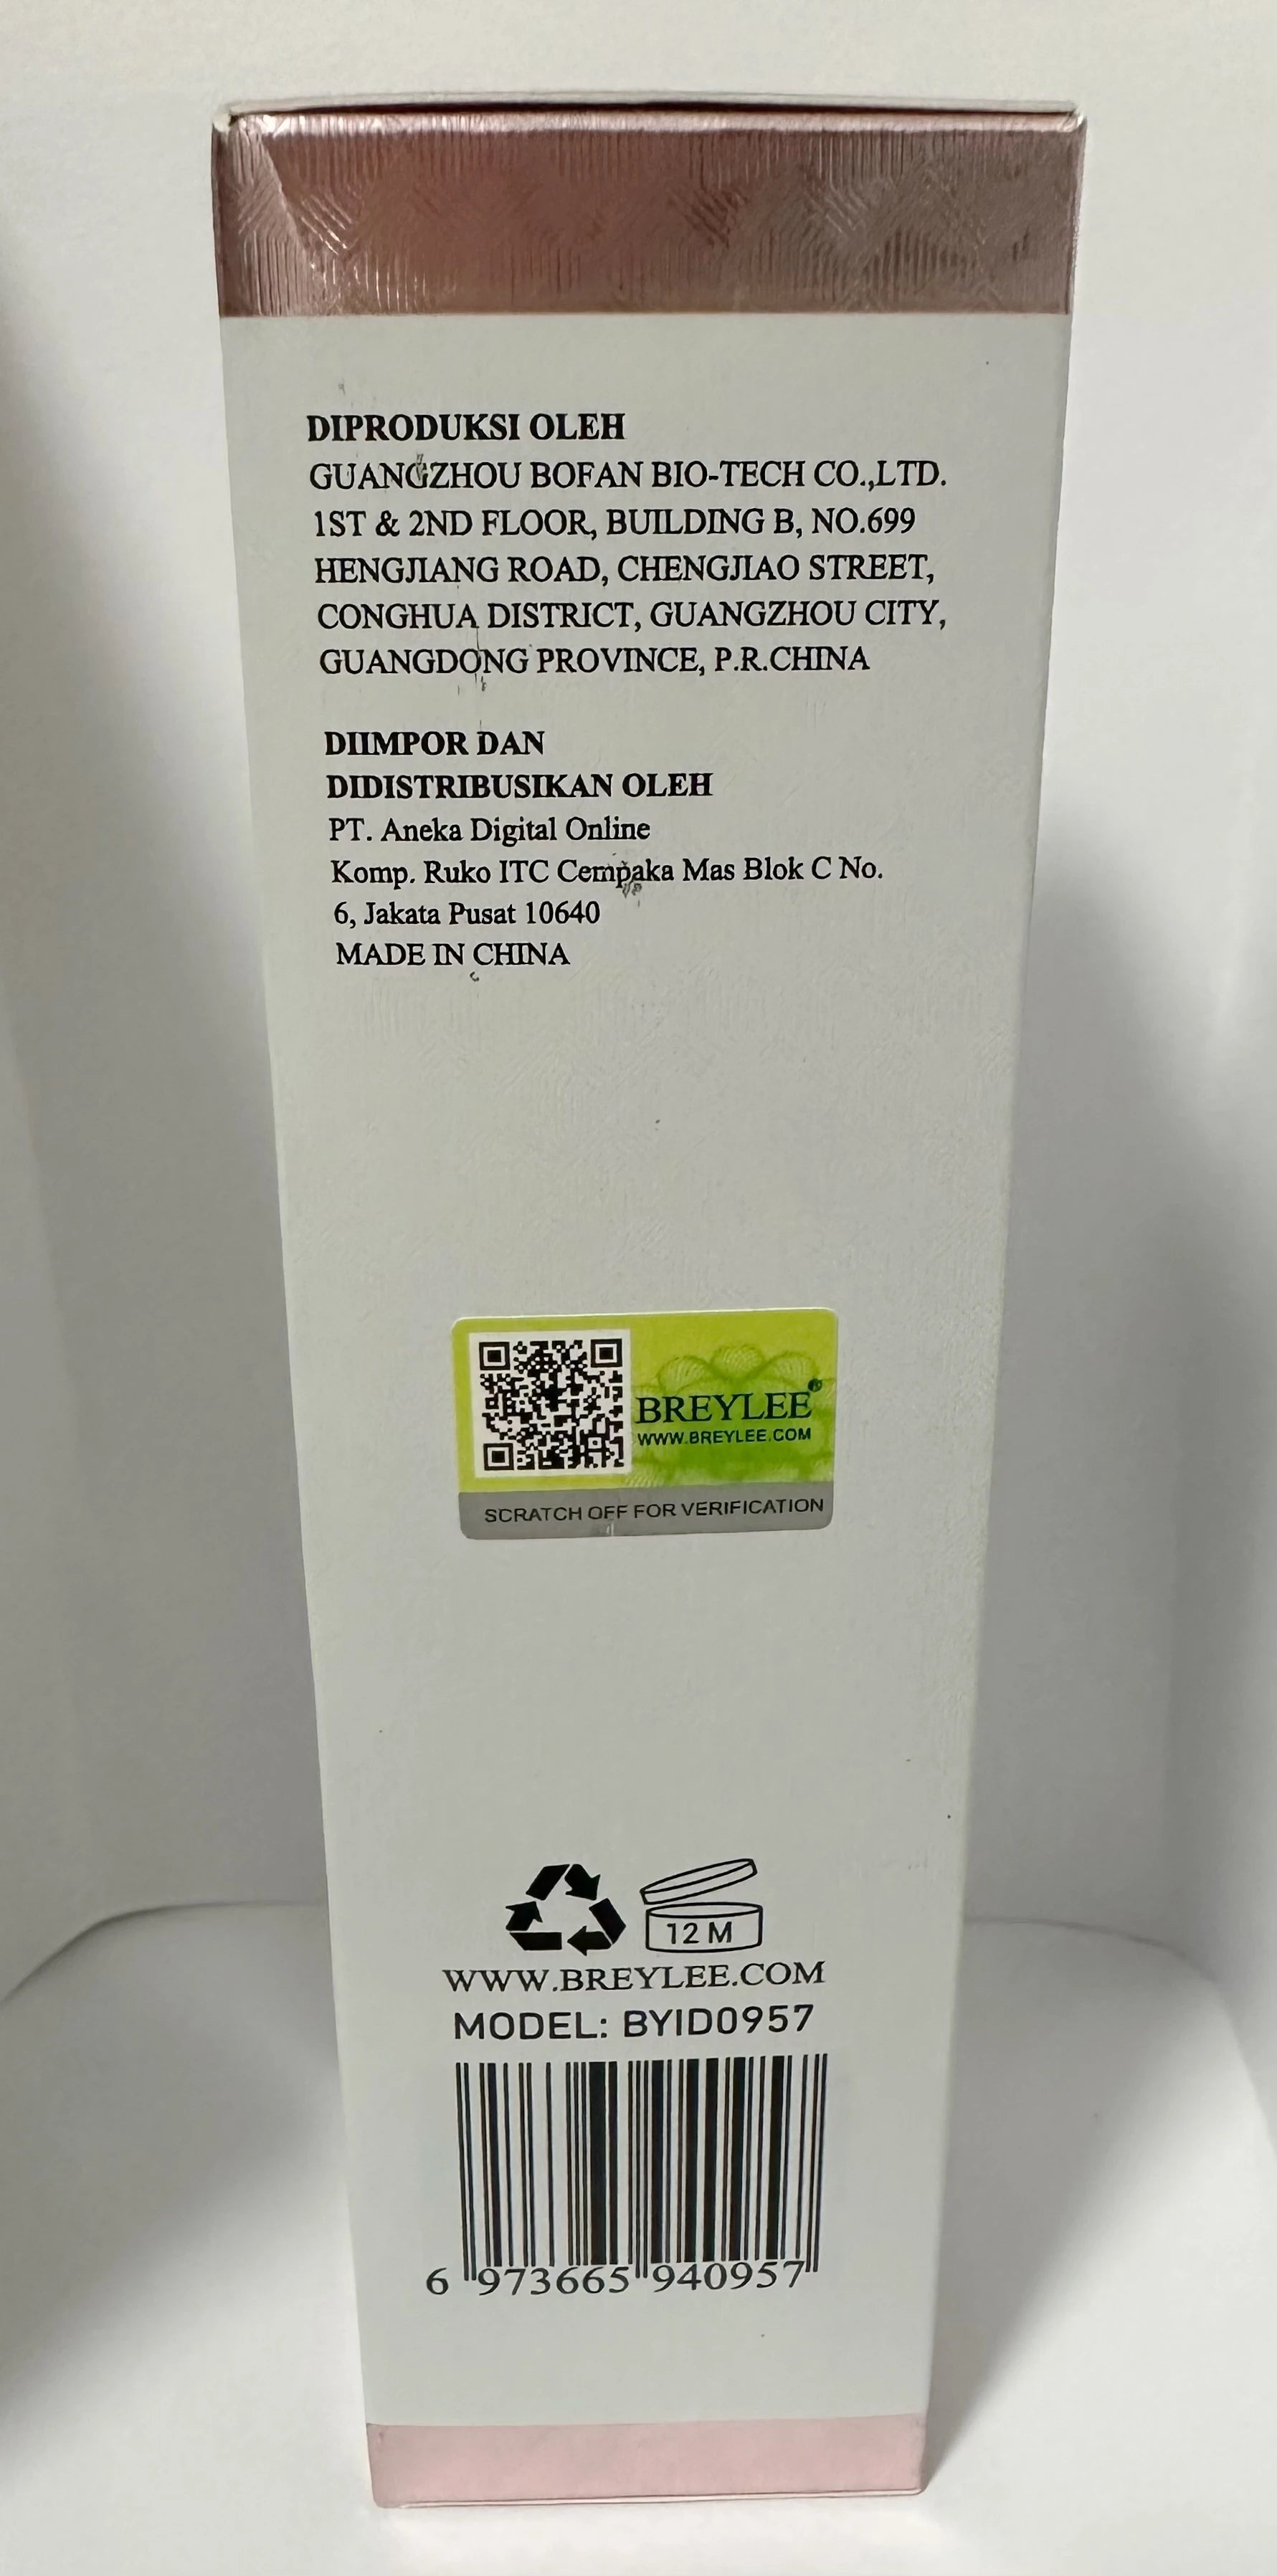 DIPRODUKSI OLEH
GUANGZHOU BOFAN BIO-TECH CO.,LTD.
1ST & 2ND FLOOR, BUILDING B, NO.699
HENGJIANG ROAD, CHENGJIAO STREET,
CONGHUA DISTRICT, GUANGZHOU CITY,
GUANGDONG PROVINCE, P.R.CHINA
DIIMPOR DAN
DIDISTRIBUSIKAN OLEH
PT. Aneka Digital Online
Komp. Ruko ITC Cempaka Mas Blok C No.
6, Jakata Pusat 10640
MADE IN CHINA
BREYLEE®
WWW.BREYLEE.COM
SCRATCH OFF FOR VERIFICATION
12 M
WWW.BREYLEE.COM
MODEL: BYID0957
6 973665 940957